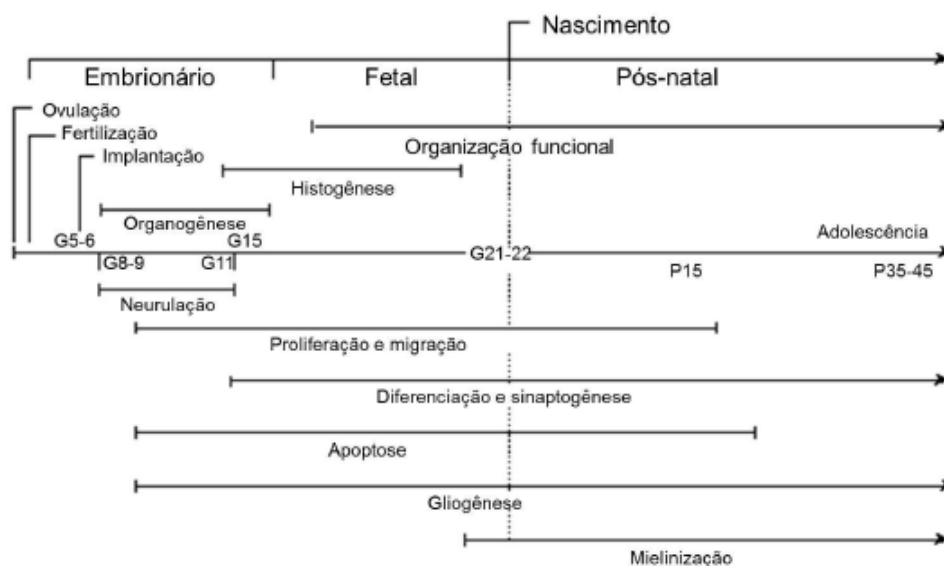 Nascimento
Embrionário
Fetal
Pós-natal
Ovulação
Fertilização
Organização funcional
Implantação
Histogênese
Organogênese
G5-6
G15
Adolescência
G21-22
G8-9
G11
P15
P35-45
Neurulação
Proliferação e migração
Diferenciação e sinaptogênese
Apoptose
Gliogênese
Mielinização